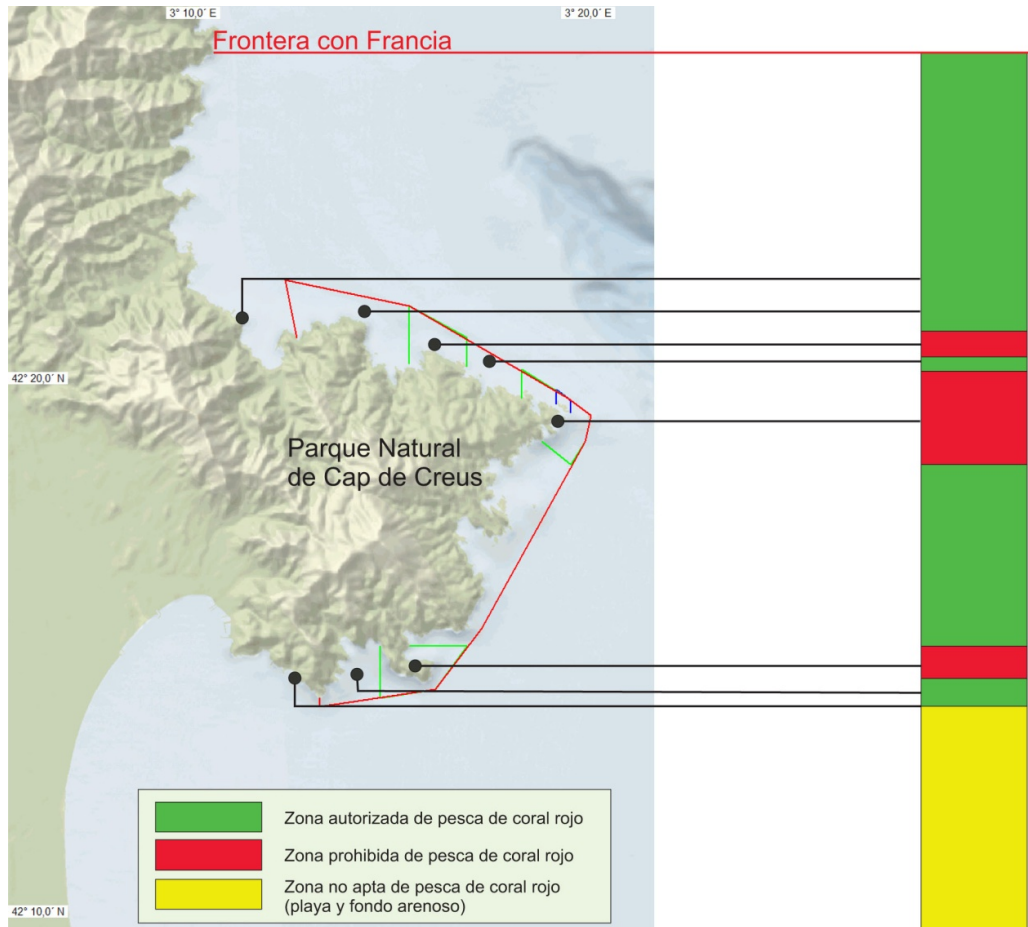 3° 10,0´ E
3° 20,0´ E
Frontera con Francia
42° 20,0´ N
Parque Natural
de Cap de Creus
Zona autorizada de pesca de coral rojo
Zona prohibida de pesca de coral rojo
Zona no apta de pesca de coral rojo
(playa y fondo arenoso)
42° 10,0´ N